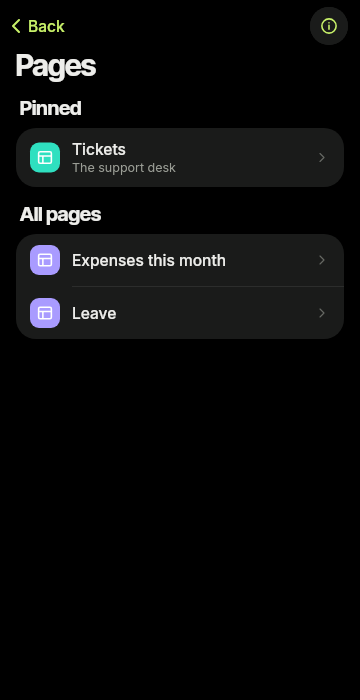 Back
Pages
Pinned
Tickets
The support desk
All pages
Expenses this month
Leave